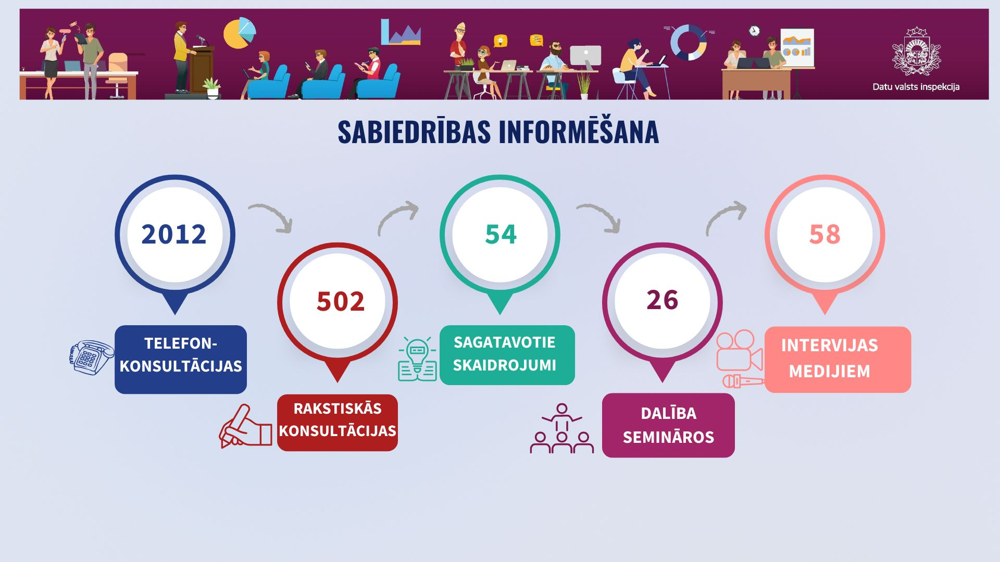 Datu valsts inspekcija
SABIEDRĪBAS INFORMĒŠANA
2012
TELEFON-
KONSULTĀCIJAS
502
RAKSTISKĀS
KONSULTĀCIJAS
54
SAGATAVOTIE
SKAIDROJUMI
26
DALĪBA
SEMINĀROS
58
INTERVIJAS
MEDIJIEM